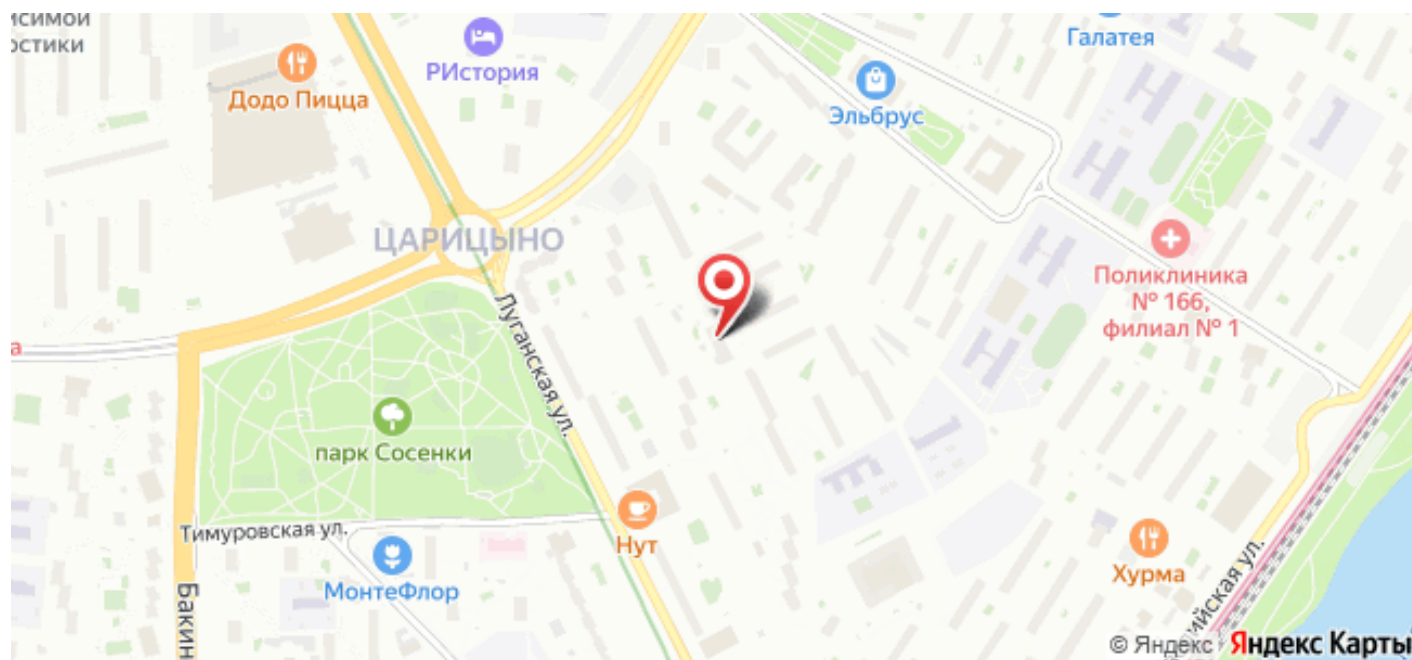 исимой
остики
Додо Пицца
РИстория
Галатея
Эльбрус
ЦАРИЦЫНО
Поликлиника
№ 166,
филиал № 1
а
Луганская ул.
парк Сосенки
Тимуровская ул.
Нут
МонтеФлор
Бакин
Хурма
ийская ул.
© Яндекс Яндекс Карты